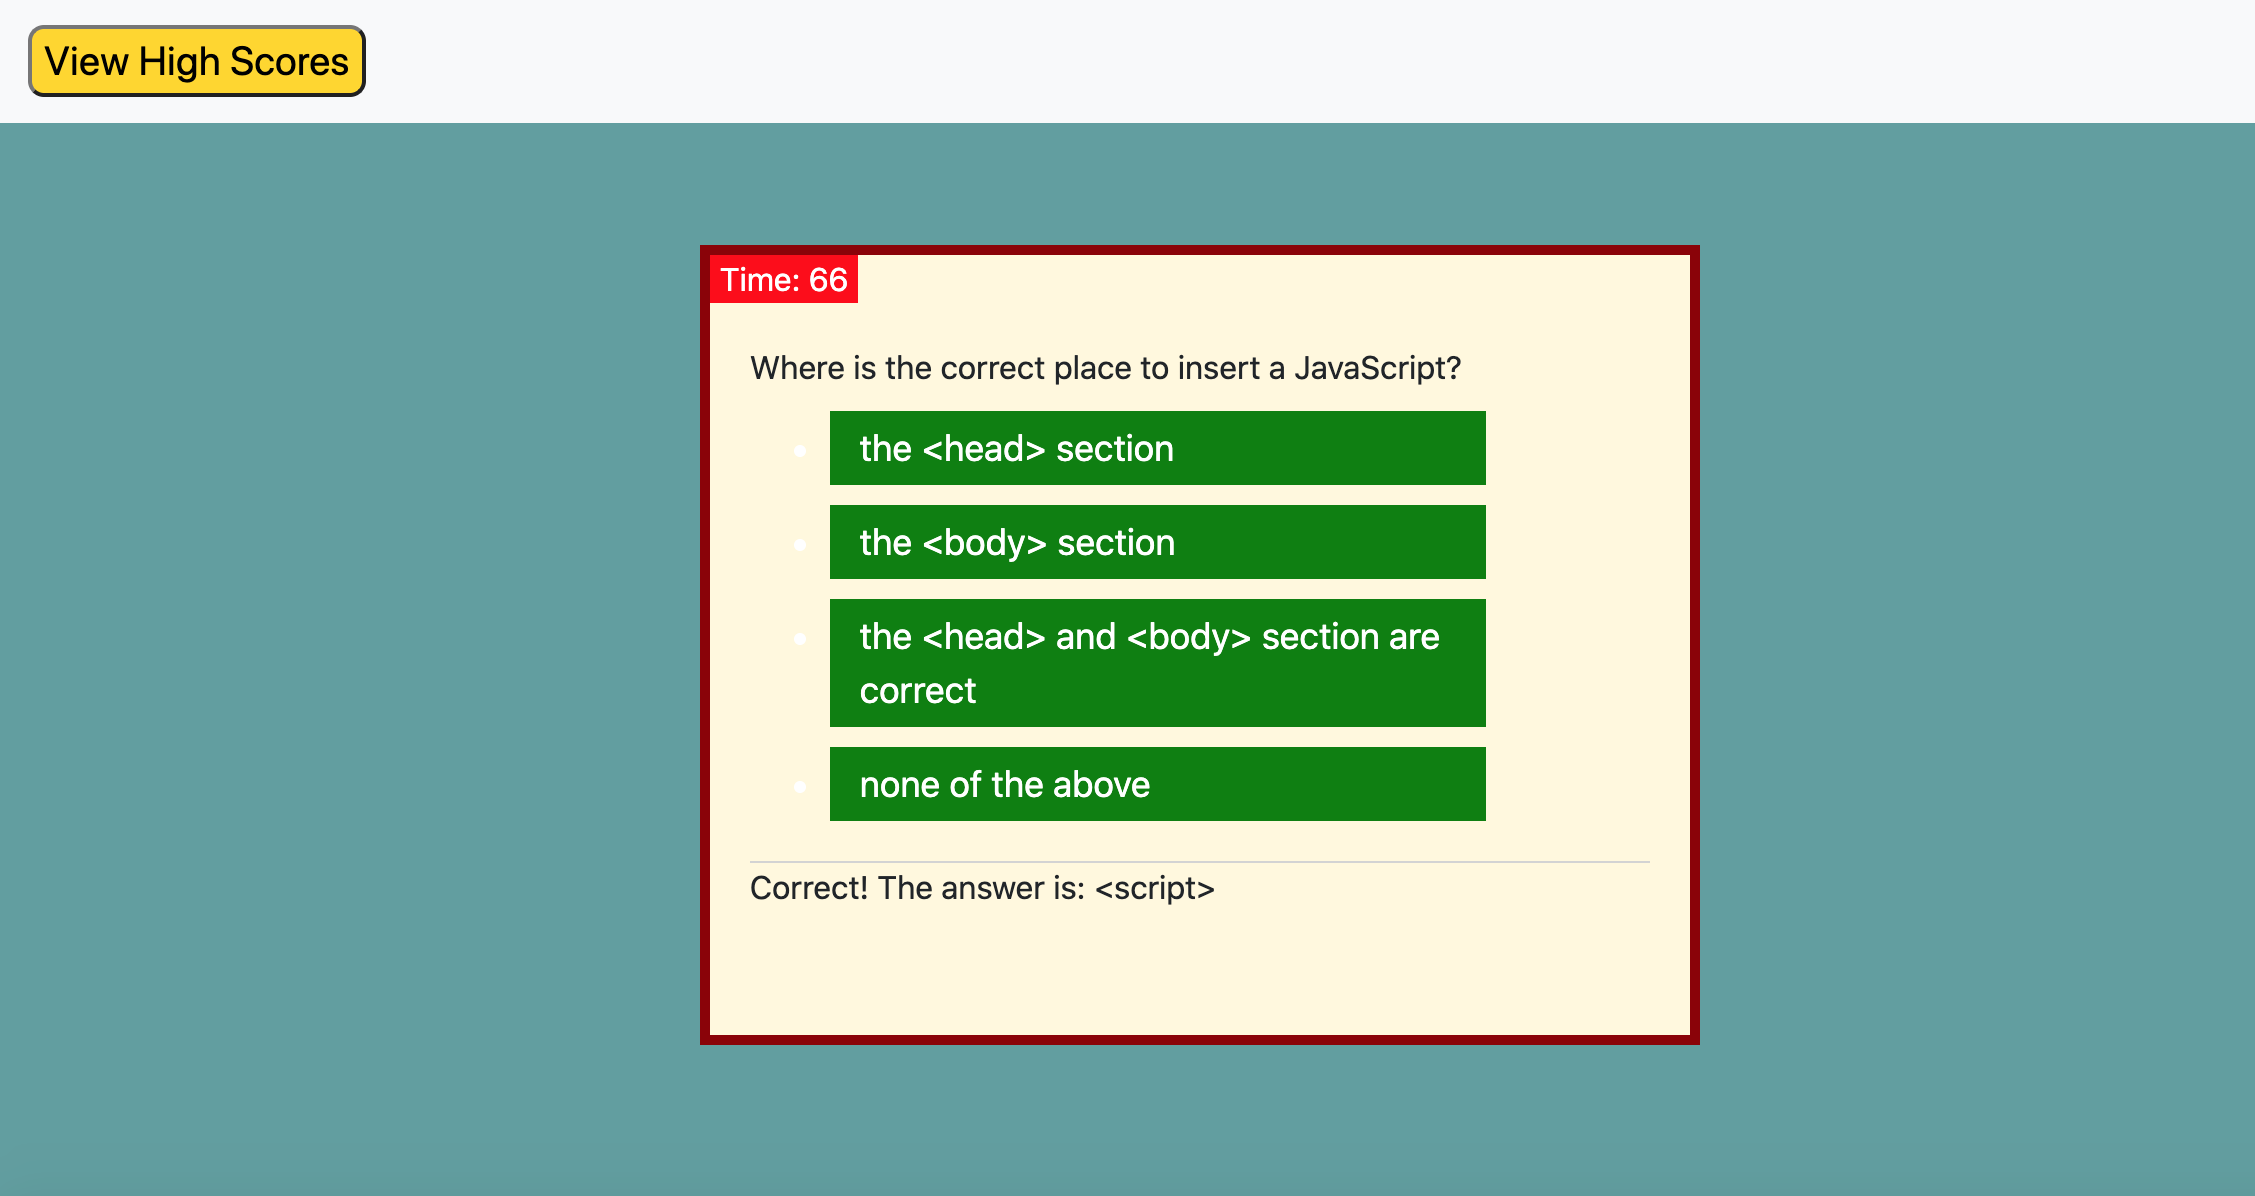 View High Scores
Time: 66
Where is the correct place to insert a JavaScript?
the <head> section
the <body> section
the <head> and <body> section are
correct
none of the above
Correct! The answer is: <script>